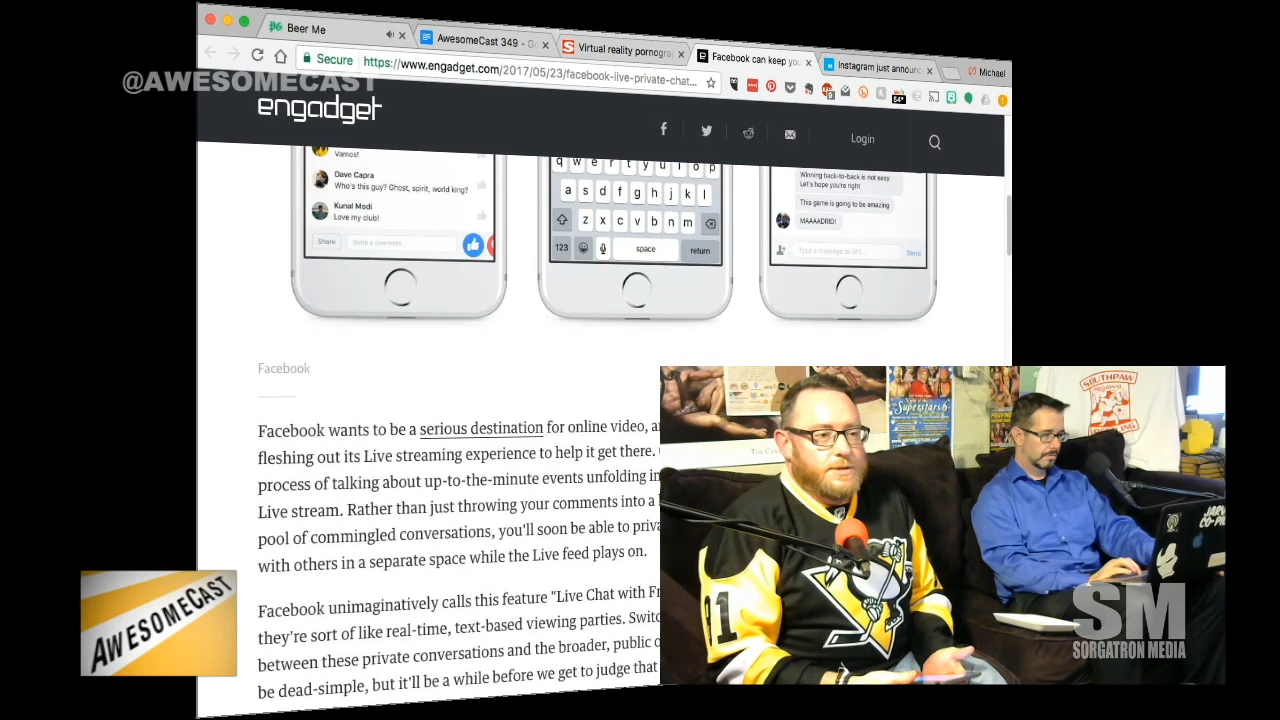 Beer Me
AwesomeCast 349 -
Virtual reality pornogra
Facebook can keep you
Instagram just announc
Michael
Secure
https://www.engadget.com/2017/05/23/facebook-live-private-chat...
@AWESOMECAST
engadget
Login
Vamos!
Dave Capra
Who's this guy? Ghost, spirit, world king?
Kunal Modi
Love my club!
Share
Write a comment...
q w e r t y u i o p
a s d f g h j k l
z x c v b n m
123
space
return
Winning back-to-back is not easy.
Let's hope you're right
This game is going to be amazing
MAAAADRID!
Send
Facebook
Facebook wants to be a serious destination for online video, a
fleshing out its Live streaming experience to help it get there.
process of talking about up-to-the-minute events unfolding in
Live stream. Rather than just throwing your comments into a
pool of commingled conversations, you'll soon be able to priva
with others in a separate space while the Live feed plays on.
Facebook unimaginatively calls this feature "Live Chat with Fr
they're sort of like real-time, text-based viewing parties. Switc
between these private conversations and the broader, public o
be dead-simple, but it'll be a while before we get to judge that
AWESOMECAST
SOUTHPAW
Superstars
SM
SORGATRON MEDIA